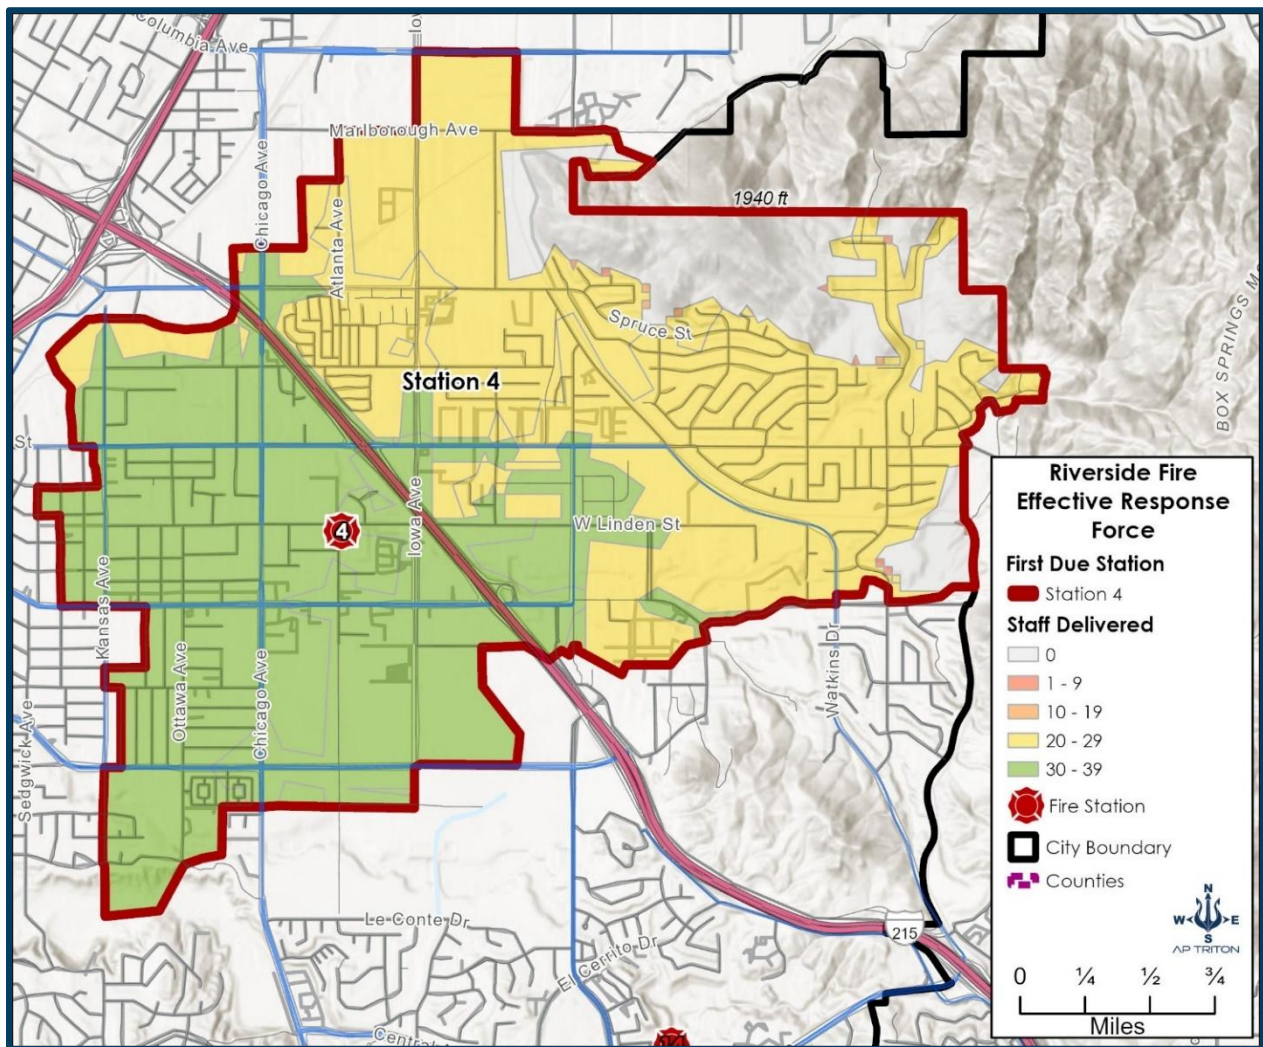 Columbia Ave
Marlborough Ave
Chicago Ave
Atlanta Ave
1940 ft
Spruce St
Station 4
St
4
Iowa Ave
W Linden St
Kansas Ave
Ottawa Ave
Chicago Ave
Sedgwick Ave
Watkins Dr
Le Conte Dr
El Cerrito Dr
215
Central
BOX SPRINGS
Riverside Fire
Effective Response
Force
First Due Station
Station 4
Staff Delivered
0
1 - 9
10 - 19
20 - 29
30 - 39
Fire Station
City Boundary
Counties
N
W E
S
AP TRITON
0 ¼ ½ ¾
Miles